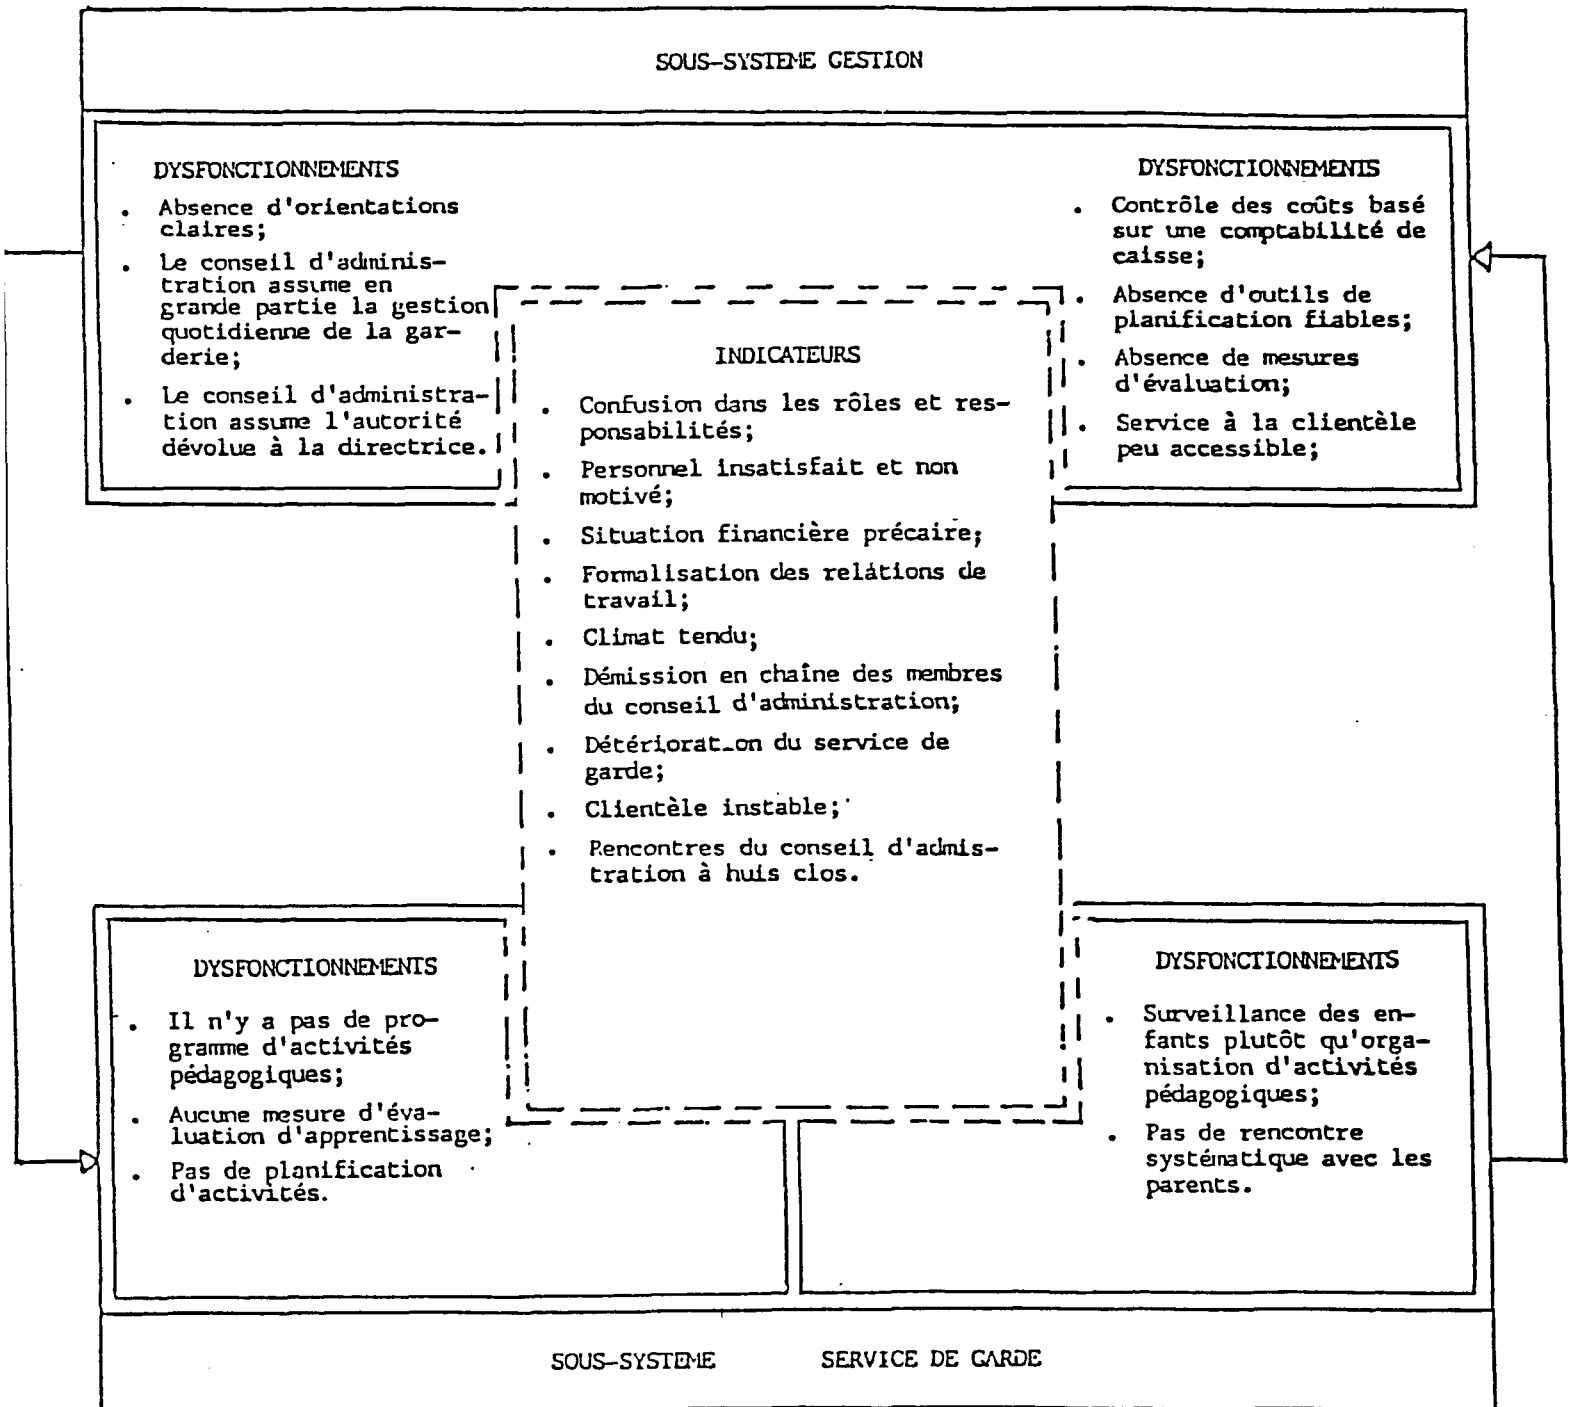 SOUS-SYSTEME GESTION
DYSFONCTIONNEMENTS
. Absence d'orientations
claires;
. Le conseil d'adminis-
tration assume en
grande partie la gestion
quotidienne de la gar-
derie;
. Le conseil d'administra-
tion assume l'autorité
dévolue à la directrice.
DYSFONCTIONNEMENTS
. Contrôle des coûts basé
sur une comptabilité de
caisse;
. Absence d'outils de
planification fiables;
. Absence de mesures
d'évaluation;
. Service à la clientèle
peu accessible;
INDICATEURS
. Confusion dans les rôles et res-
ponsabilités;
. Personnel insatisfait et non
motivé;
. Situation financière précaire;
. Formalisation des relations de
travail;
. Climat tendu;
. Démission en chaîne des membres
du conseil d'administration;
. Détérioration du service de
garde;
. Clientèle instable;
. Rencontres du conseil d'admis-
tration à huis clos.
DYSFONCTIONNEMENTS
. Il n'y a pas de pro-
gramme d'activités
pédagogiques;
. Aucune mesure d'éva-
luation d'apprentissage;
. Pas de planification
d'activités.
DYSFONCTIONNEMENTS
. Surveillance des en-
fants plutôt qu'orga-
nisation d'activités
pédagogiques;
. Pas de rencontre
systématique avec les
parents.
SOUS-SYSTEME SERVICE DE GARDE